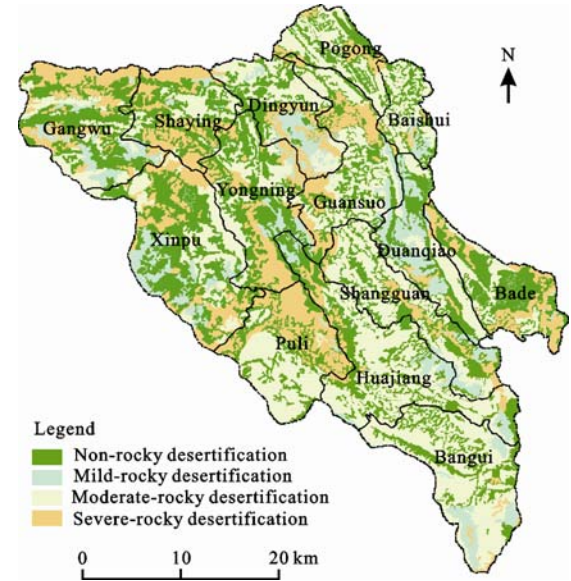 Pogong
N
Dingyun
Gangwu
Shaying
Baishui
Yongning
Guansuo
Xinpu
Duanqiao
Shangguan
Bade
Puli
Huajiang
Bangui
Legend
Non-rocky desertification
Mild-rocky desertification
Moderate-rocky desertification
Severe-rocky desertification
0 10 20 km